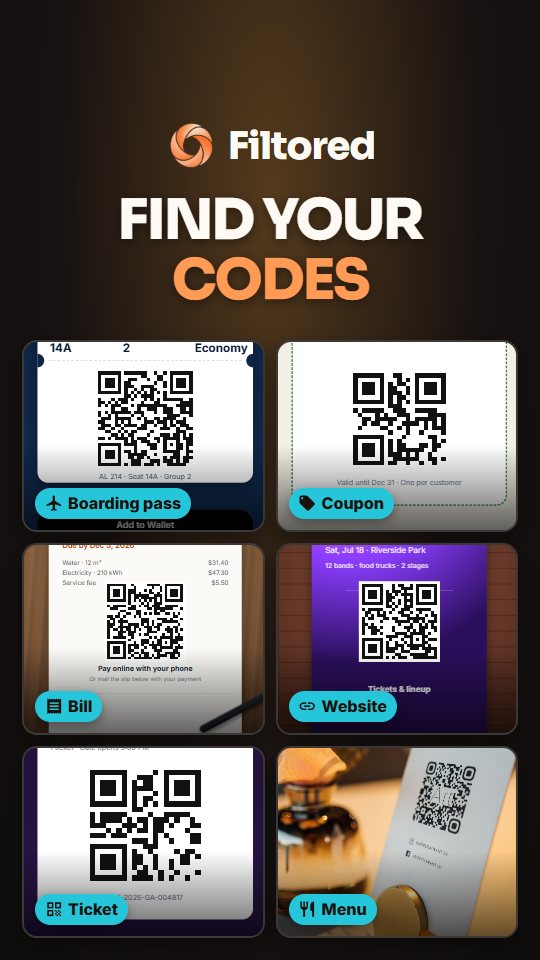 Filtored
FIND YOUR
CODES
14A 2 Economy
AL 214 · Seat 14A · Group 2
Boarding pass
Add to Wallet
Valid until Dec 31 · One per customer
Coupon
Due by Dec 5, 2026
Water · 12 m³ $31.40
Electricity · 210 kWh $47.30
Service fee $5.50
Pay online with your phone
Or mail the slip below with your payment
Bill
Sat, Jul 18 · Riverside Park
12 bands · food trucks · 2 stages
Tickets & lineup
Website
-2026-GA-004817
Ticket
Menu